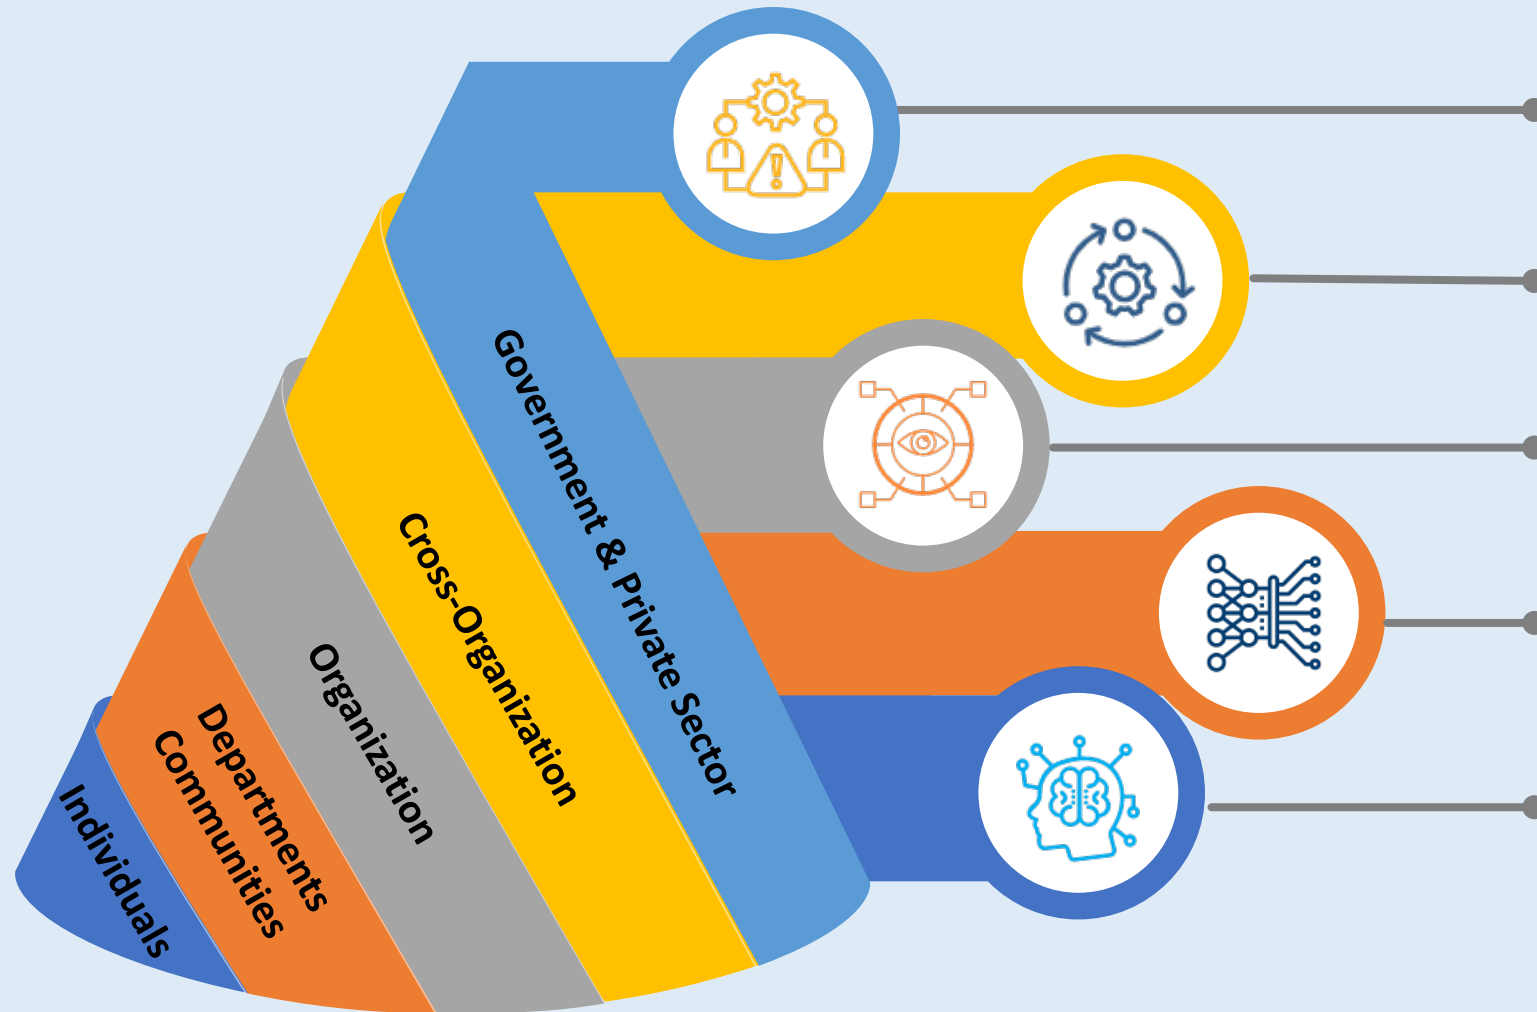 Government & Private Sector
Cross-Organization
Organization
Departments
Communities
Individuals